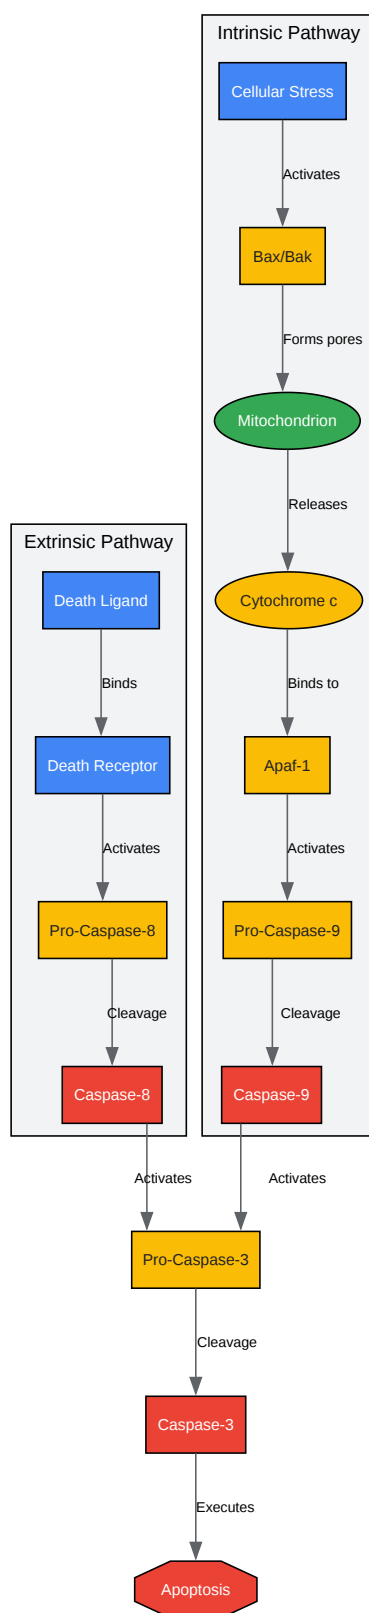 Intrinsic Pathway
Cellular Stress
Activates
Bax/Bak
Forms pores
Mitochondrion
Releases
Cytochrome c
Binds to
Apaf-1
Activates
Pro-Caspase-9
Cleavage
Caspase-9
Extrinsic Pathway
Death Ligand
Binds
Death Receptor
Activates
Pro-Caspase-8
Cleavage
Caspase-8
Activates
Activates
Pro-Caspase-3
Cleavage
Caspase-3
Executes
Apoptosis